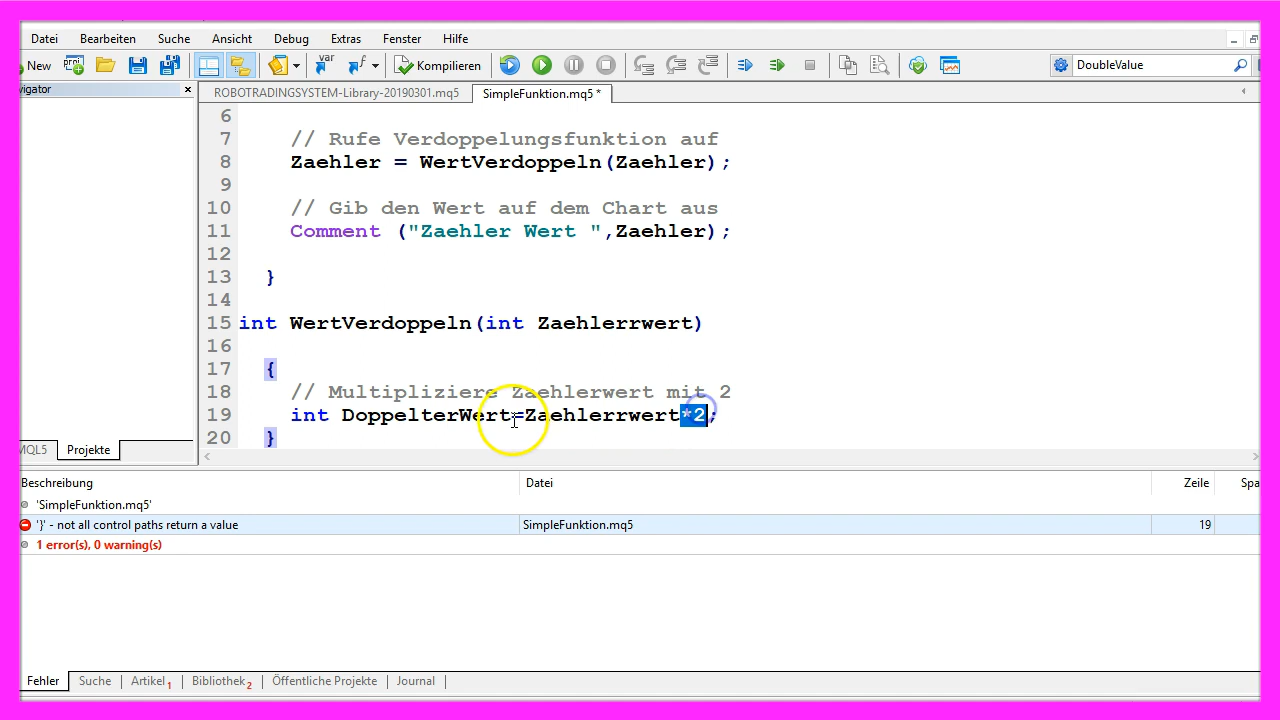 Datei Bearbeiten Suche Ansicht Debug Extras Fenster Hilfe
New Kompilieren DoubleValue
vigator ROBOTRADINGSYSTEM-Library-20190301.mq5 SimpleFunktion.mq5 *
6
7 // Rufe Verdoppelungsfunktion auf
8 Zaehler = WertVerdoppeln(Zaehler);
9
10 // Gib den Wert auf dem Chart aus
11 Comment ("Zaehler Wert ",Zaehler);
12
13 }
14
15 int WertVerdoppeln(int Zaehlerrwert)
16
17 {
18 // Multipliziere Zaehlerwert mit 2
19 int DoppelterWert=Zaehlerrwert*2;
20 }
MQL5 Projekte
Beschreibung Datei Zeile Spa
'SimpleFunktion.mq5'
'}' - not all control paths return a value SimpleFunktion.mq5 19
1 error(s), 0 warning(s)
Fehler Suche Artikel 1 Bibliothek 2 Öffentliche Projekte Journal